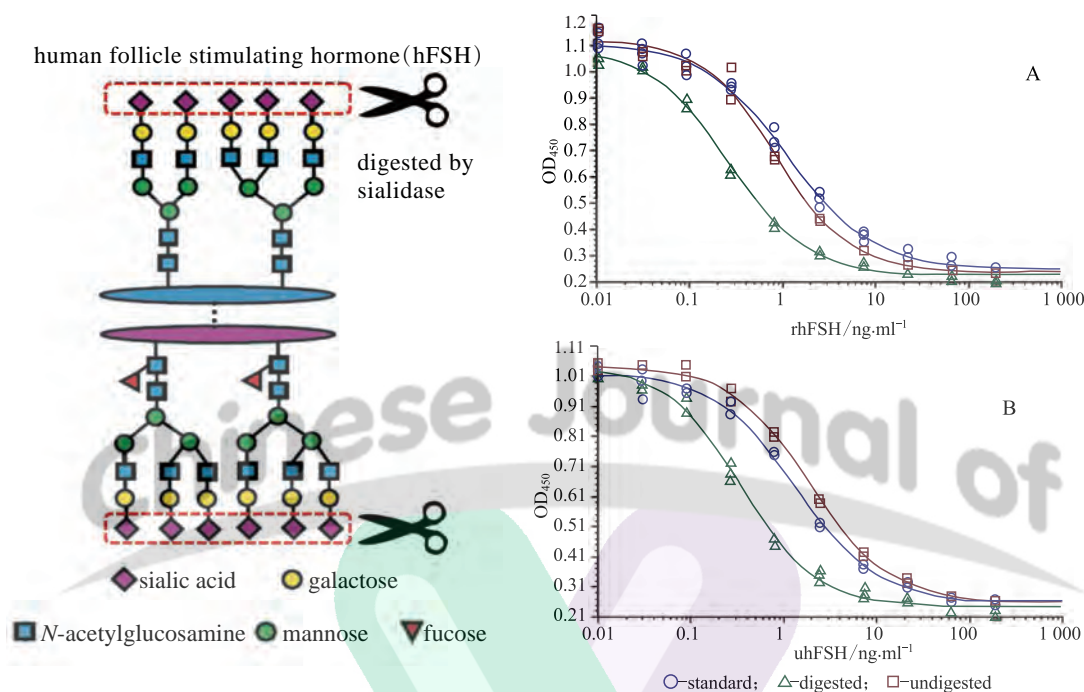 human follicle stimulating hormone(hFSH)
digested by
sialidase
sialic acid
galactose
N-acetylglucosamine
mannose
fucose
1.2
1.1
1.0
0.9
0.8
0.7
0.6
0.5
0.4
0.3
0.2
OD450
A
0.01
0.1
1
10
100
1 000
rhFSH/ng·ml⁻¹
1.11
1.01
0.91
0.81
0.71
0.61
0.51
0.41
0.31
0.21
OD450
B
0.01
0.1
1
10
100
1 000
uhFSH/ng·ml⁻¹
–standard; –digested; –undigested
Chinese Journal of